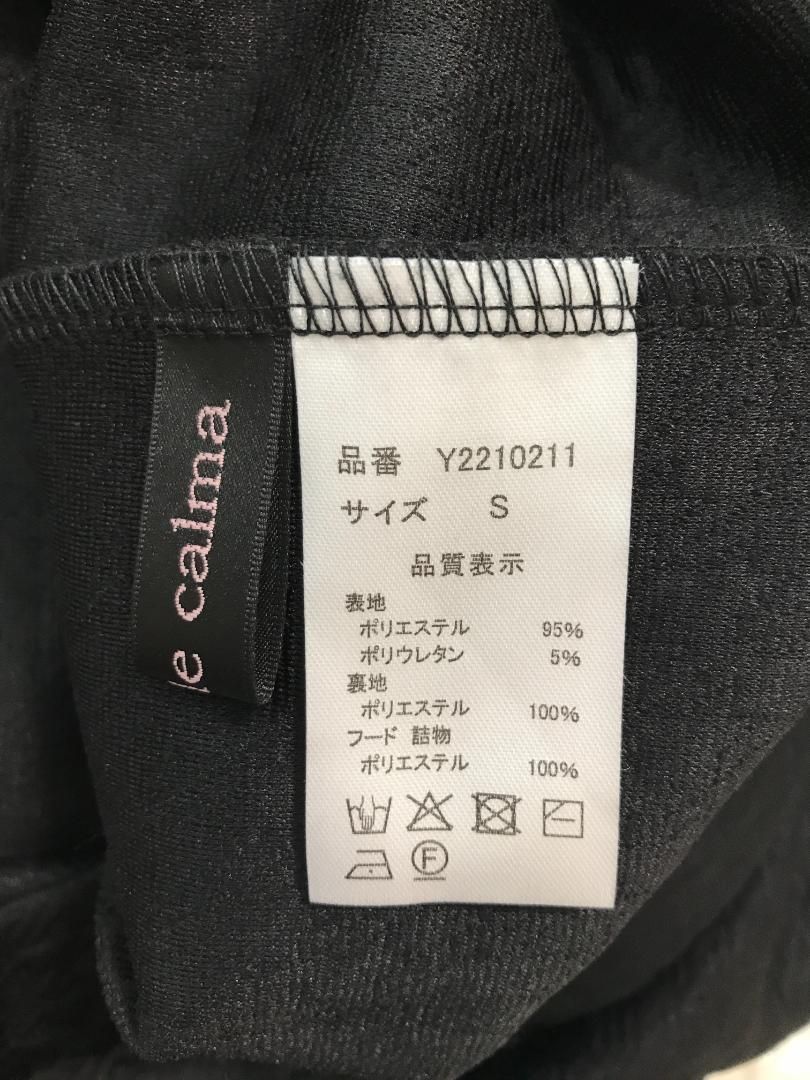 calma
品番 Y2210211
サイズ S
品質表示
表地
ポリエステル 95%
ポリウレタン 5%
裏地
ポリエステル 100%
フード 詰物
ポリエステル 100%
F